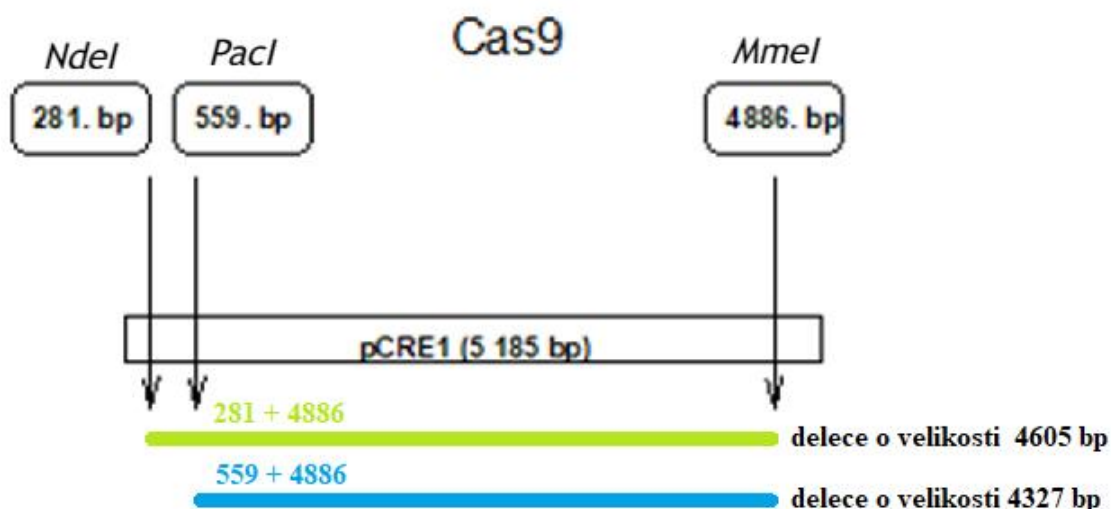 Cas9
NdeI PacI MmeI
281. bp 559. bp 4886. bp
pCRE1 (5 185 bp)
281 + 4886
delece o velikosti 4605 bp
559 + 4886
delece o velikosti 4327 bp